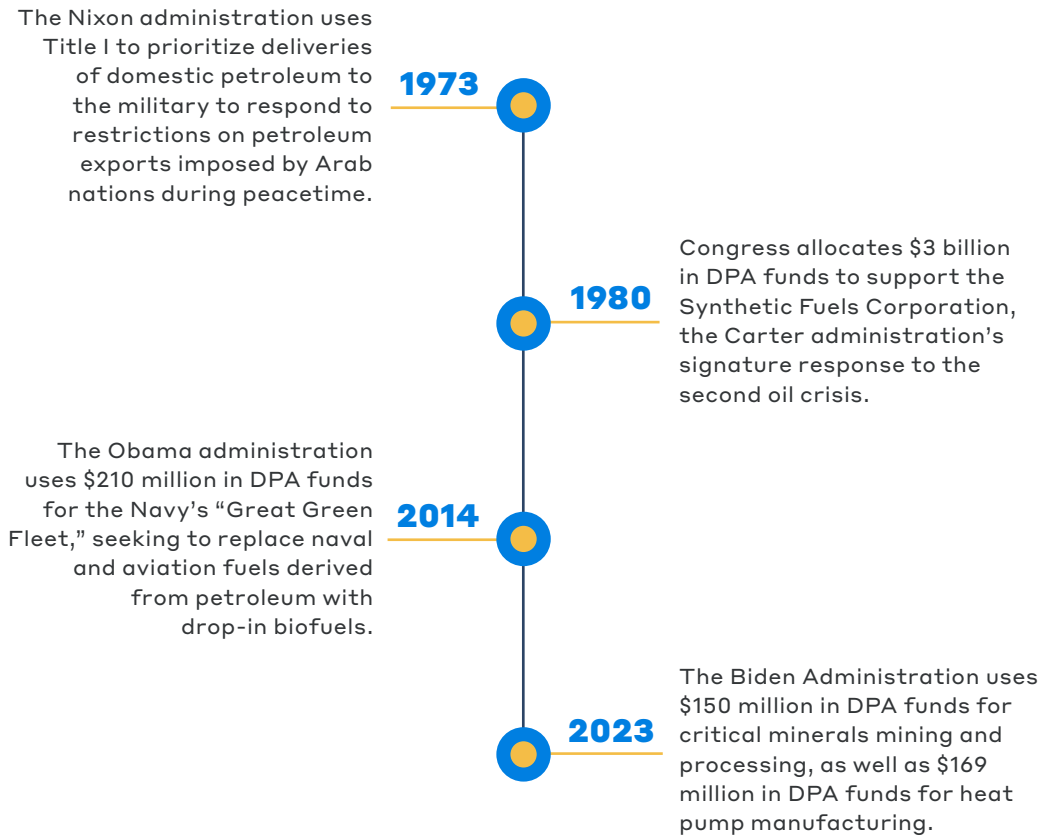 The Nixon administration uses
Title I to prioritize deliveries
of domestic petroleum to
the military to respond to
restrictions on petroleum
exports imposed by Arab
nations during peacetime.
1973
1980
Congress allocates $3 billion
in DPA funds to support the
Synthetic Fuels Corporation,
the Carter administration’s
signature response to the
second oil crisis.
The Obama administration
uses $210 million in DPA funds
for the Navy’s “Great Green
Fleet,” seeking to replace naval
and aviation fuels derived
from petroleum with
drop-in biofuels.
2014
2023
The Biden Administration uses
$150 million in DPA funds for
critical minerals mining and
processing, as well as $169
million in DPA funds for heat
pump manufacturing.